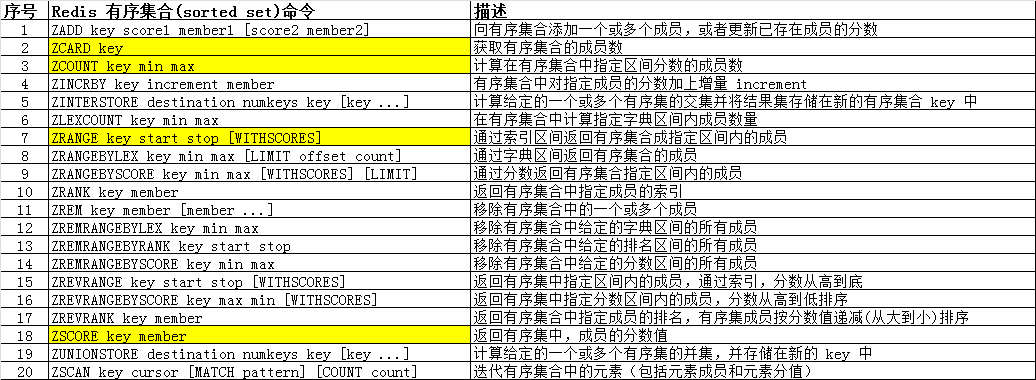 序号 Redis 有序集合(sorted set)命令 描述
1 ZADD key score1 member1 [score2 member2] 向有序集合添加一个或多个成员，或者更新已存在成员的分数
2 ZCARD key 获取有序集合的成员数
3 ZCOUNT key min max 计算在有序集合中指定区间分数的成员数
4 ZINCRBY key increment member 有序集合中对指定成员的分数加上增量 increment
5 ZINTERSTORE destination numkeys key [key ...] 计算给定的一个或多个有序集的交集并将结果集存储在新的有序集合 key 中
6 ZLEXCOUNT key min max 在有序集合中计算指定字典区间内成员数量
7 ZRANGE key start stop [WITHSCORES] 通过索引区间返回有序集合成指定区间内的成员
8 ZRANGEBYLEX key min max [LIMIT offset count] 通过字典区间返回有序集合的成员
9 ZRANGEBYSCORE key min max [WITHSCORES] [LIMIT] 通过分数返回有序集合指定区间内的成员
10 ZRANK key member 返回有序集合中指定成员的索引
11 ZREM key member [member ...] 移除有序集合中的一个或多个成员
12 ZREMRANGEBYLEX key min max 移除有序集合中给定的字典区间的所有成员
13 ZREMRANGEBYRANK key start stop 移除有序集合中给定的排名区间的所有成员
14 ZREMRANGEBYSCORE key min max 移除有序集合中给定的分数区间的所有成员
15 ZREVRANGE key start stop [WITHSCORES] 返回有序集中指定区间内的成员，通过索引，分数从高到底
16 ZREVRANGEBYSCORE key max min [WITHSCORES] 返回有序集中指定分数区间内的成员，分数从高到低排序
17 ZREVRANK key member 返回有序集合中指定成员的排名，有序集成员按分数值递减(从大到小)排序
18 ZSCORE key member 返回有序集中，成员的分数值
19 ZUNIONSTORE destination numkeys key [key ...] 计算给定的一个或多个有序集的并集，并存储在新的 key 中
20 ZSCAN key cursor [MATCH pattern] [COUNT count] 迭代有序集合中的元素（包括元素成员和元素分值）